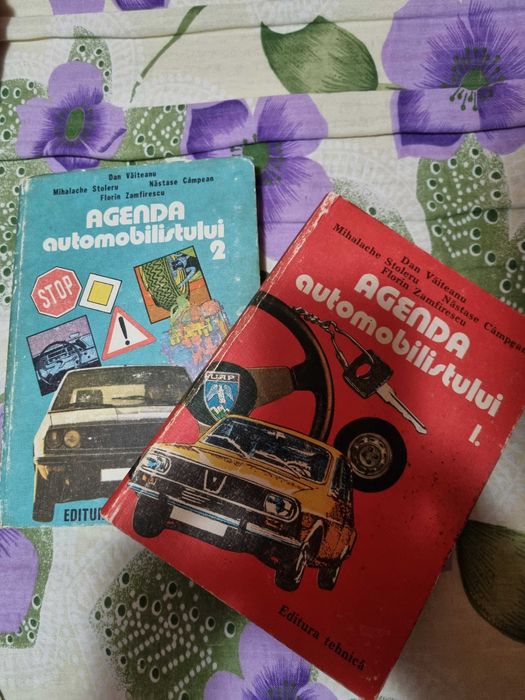 Dan Văiteanu
Mihalache Stoleru Năstase Câmpean
Florin Zamfirescu
AGENDA
automobilistului
2
STOP
EDITUR
Dan Văiteanu
Mihalache Stoleru Năstase Câmpean
Florin Zamfirescu
AGENDA
automobilistului
I.
UAP
Editura tehnică